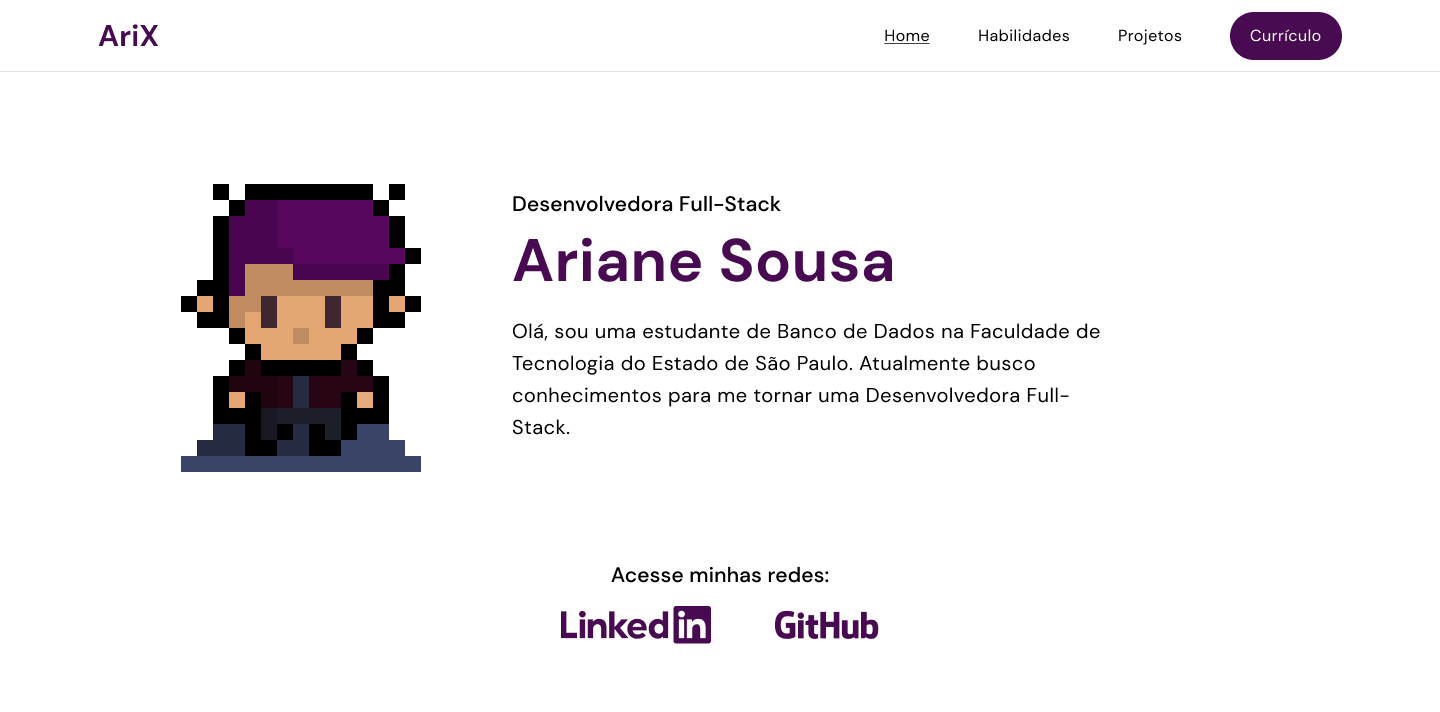 AriX
Home
Habilidades
Projetos
Currículo
Desenvolvedora Full-Stack
Ariane Sousa
Olá, sou uma estudante de Banco de Dados na Faculdade de
Tecnologia do Estado de São Paulo. Atualmente busco
conhecimentos para me tornar uma Desenvolvedora Full-
Stack.
Acesse minhas redes:
Linkedin
GitHub